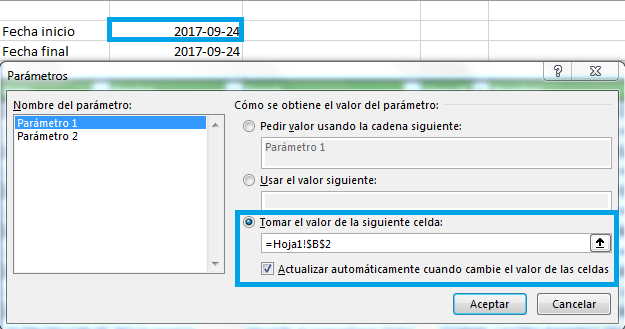 Fecha inicio 2017-09-24
Fecha final 2017-09-24
Parámetros ?
Nombre del parámetro:
Parámetro 1
Parámetro 2
Cómo se obtiene el valor del parámetro:
Pedir valor usando la cadena siguiente:
Parámetro 1
Usar el valor siguiente:
Tomar el valor de la siguiente celda:
=Hoja1!$B$2
Actualizar automáticamente cuando cambie el valor de las celdas
Aceptar Cancelar